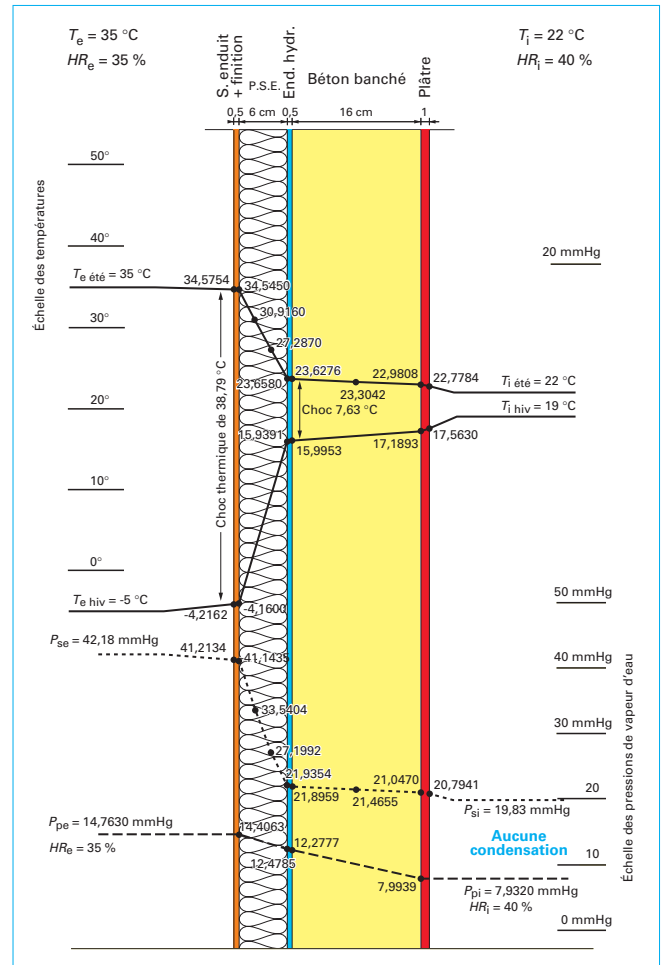 Te = 35 °C
HRe = 35 %
Ti = 22 °C
HRi = 40 %
S. enduit
+ finition
P.S.E.
End. hydr.
Béton banché
Plâtre
0,5 6 cm 0,5 16 cm 1
Échelle des températures
50°
40°
30°
20°
10°
0°
20 mmHg
Te été = 35 °C
34,5754
34,5450
30,9160
27,2870
23,6580
23,6276
23,3042
22,9808
22,7784
Ti été = 22 °C
Choc thermique de 38,79 °C
Choc 7,63 °C
Ti hiv = 19 °C
15,9391
15,9953
17,1893
17,5630
Te hiv = -5 °C
-4,2162
-4,1600
50 mmHg
40 mmHg
30 mmHg
20
10
0 mmHg
Échelle des pressions de vapeur d'eau
Pse = 42,18 mmHg
41,2134
41,1435
33,5404
27,1992
21,9354
21,8959
21,4655
21,0470
20,7941
Psi = 19,83 mmHg
Aucune
condensation
Ppe = 14,7630 mmHg
HRe = 35 %
14,4063
12,4785
12,2777
7,9939
Ppi = 7,9320 mmHg
HRi = 40 %